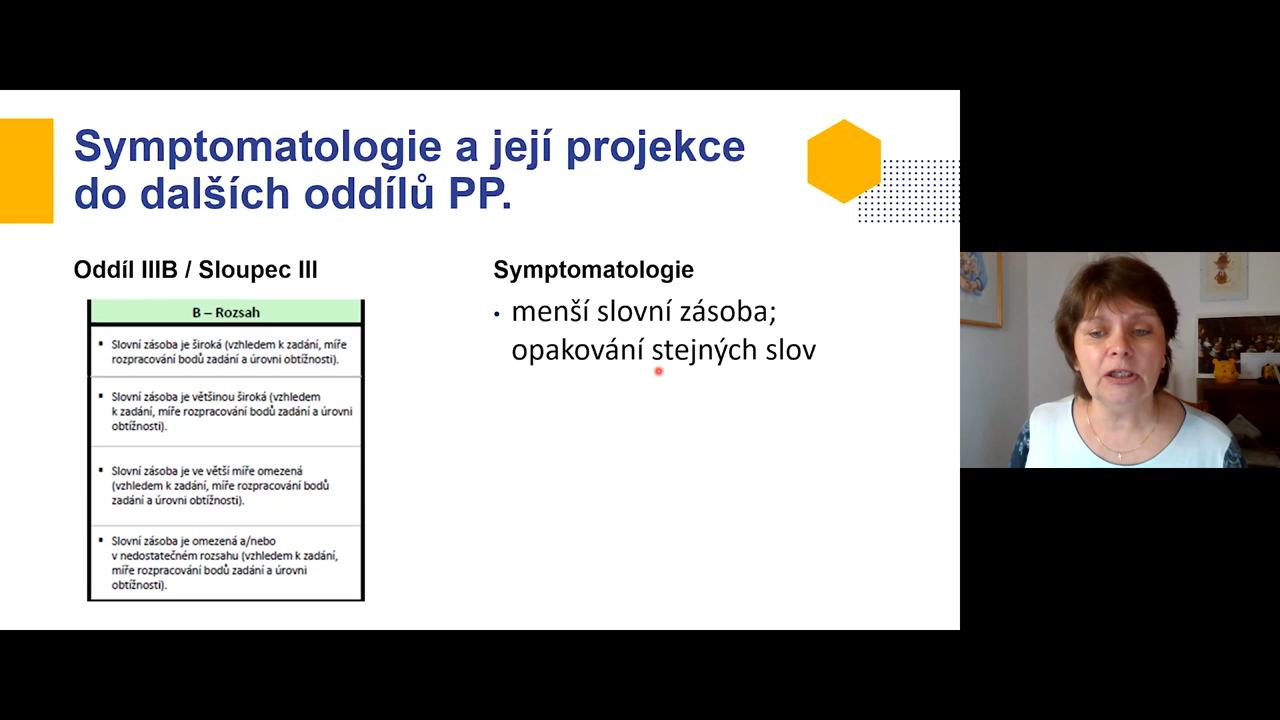 Symptomatologie a její projekce
do dalších oddílů PP.
Oddíl IIIB / Sloupec III
B – Rozsah
▪ Slovní zásoba je široká (vzhledem k zadání, míře
rozpracování bodů zadání a úrovni obtížnosti).
▪ Slovní zásoba je většinou široká (vzhledem
k zadání, míře rozpracování bodů zadání a úrovni
obtížnosti).
▪ Slovní zásoba je ve větší míře omezená
(vzhledem k zadání, míře rozpracování bodů
zadání a úrovni obtížnosti).
▪ Slovní zásoba je omezená a/nebo
v nedostatečném rozsahu (vzhledem k zadání,
míře rozpracování bodů zadání a úrovni
obtížnosti).
Symptomatologie
• menší slovní zásoba;
opakování stejných slov